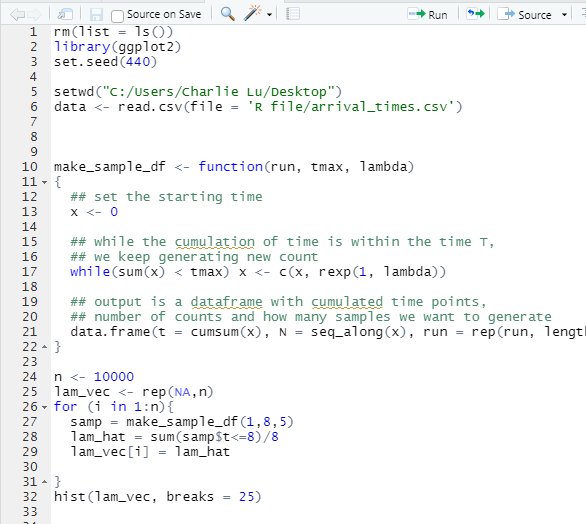 Source on Save Run Source
1 rm(list = ls())
2 library(ggplot2)
3 set.seed(440)
4
5 setwd("C:/Users/Charlie Lu/Desktop")
6 data <- read.csv(file = 'R file/arrival_times.csv')
7
8
9
10 make_sample_df <- function(run, tmax, lambda)
11 {
12 ## set the starting time
13 x <- 0
14
15 ## while the cumulation of time is within the time T,
16 ## we keep generating new count
17 while(sum(x) < tmax) x <- c(x, rexp(1, lambda))
18
19 ## output is a dataframe with cumulated time points,
20 ## number of counts and how many samples we want to generate
21 data.frame(t = cumsum(x), N = seq_along(x), run = rep(run, lengt
22 }
23
24 n <- 10000
25 lam_vec <- rep(NA,n)
26 for (i in 1:n){
27 samp = make_sample_df(1,8,5)
28 lam_hat = sum(samp$t<=8)/8
29 lam_vec[i] = lam_hat
30
31 }
32 hist(lam_vec, breaks = 25)
33